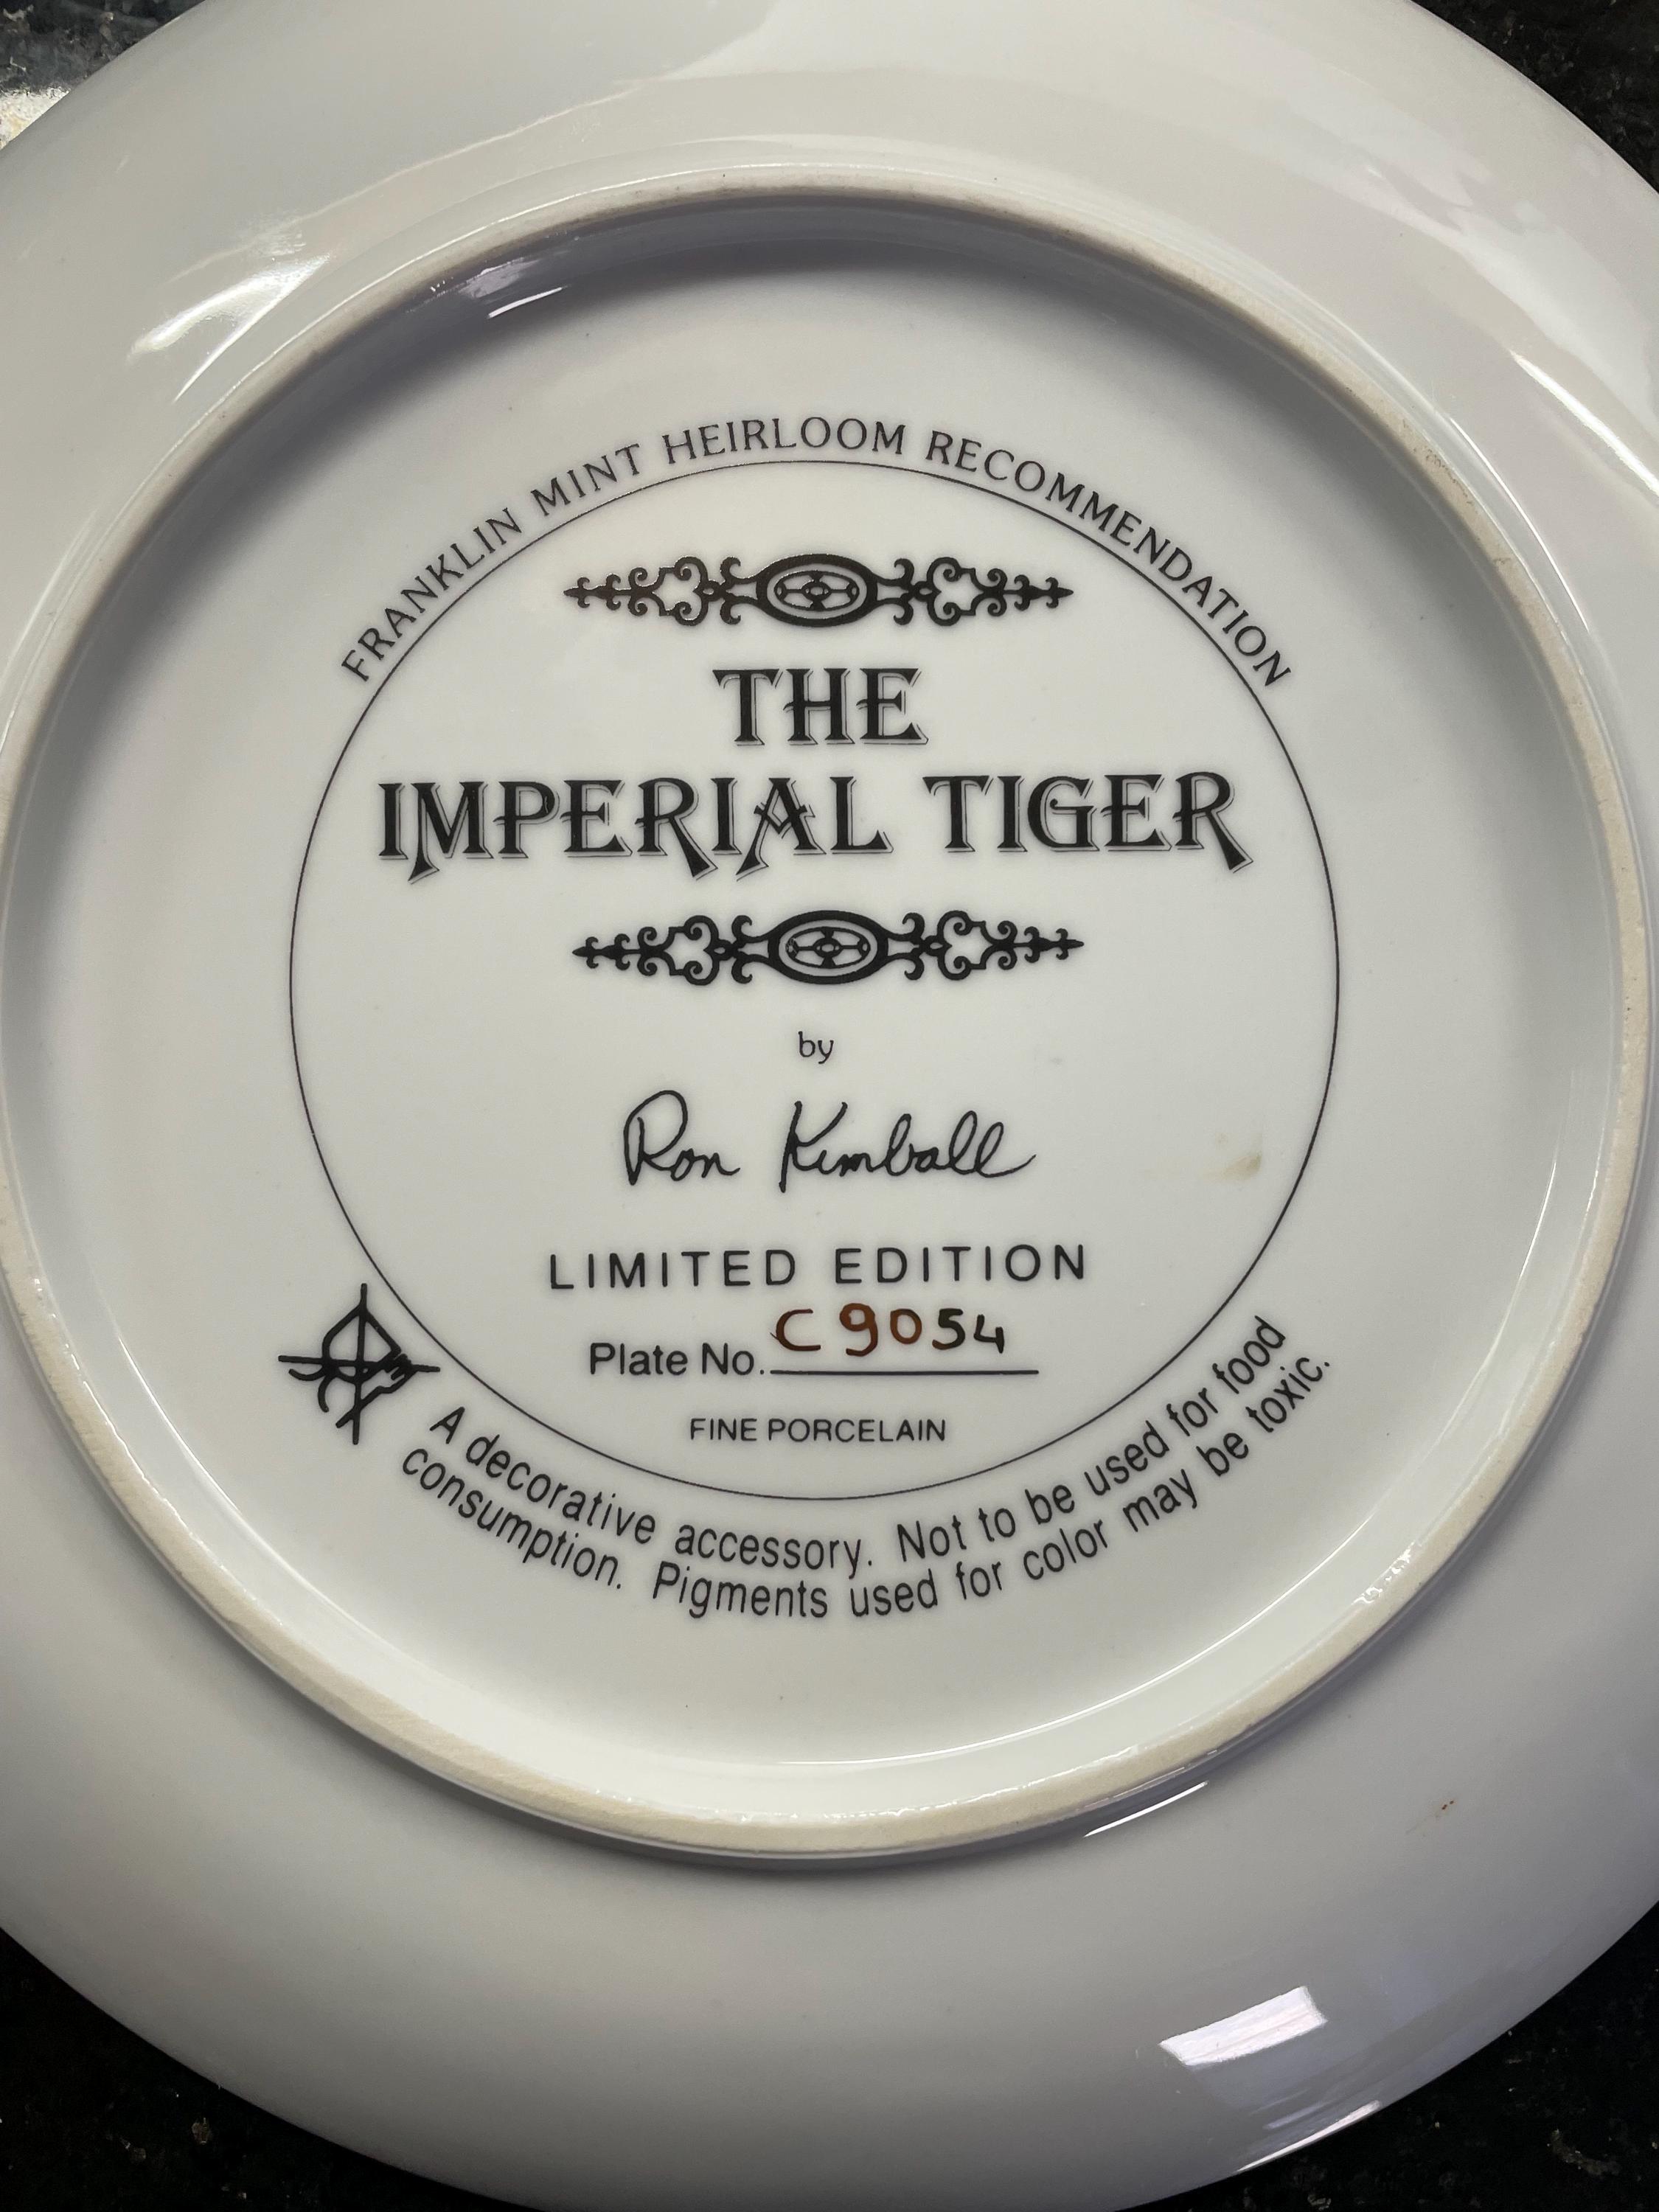 FRANKLIN MINT HEIRLOOM RECOMMENDATION
THE
IMPERIAL TIGER
by
Ron Kimball
LIMITED EDITION
Plate No. C9054
FINE PORCELAIN
A decorative accessory. Not to be used for food
consumption. Pigments used for color may be toxic.